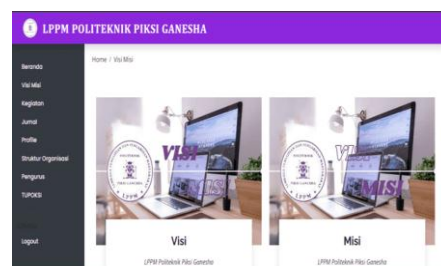 LPPM POLITEKNIK PIKSI GANESHA
Beranda
Visi Misi
Kegiatan
Jurnal
Profile
Struktur Organisasi
Pengurus
TUPOKSI
Logout
Home / Visi Misi
VISI
MISI
Visi
LPPM Politeknik Piksi Ganesha
Misi
LPPM Politeknik Piksi Ganesha